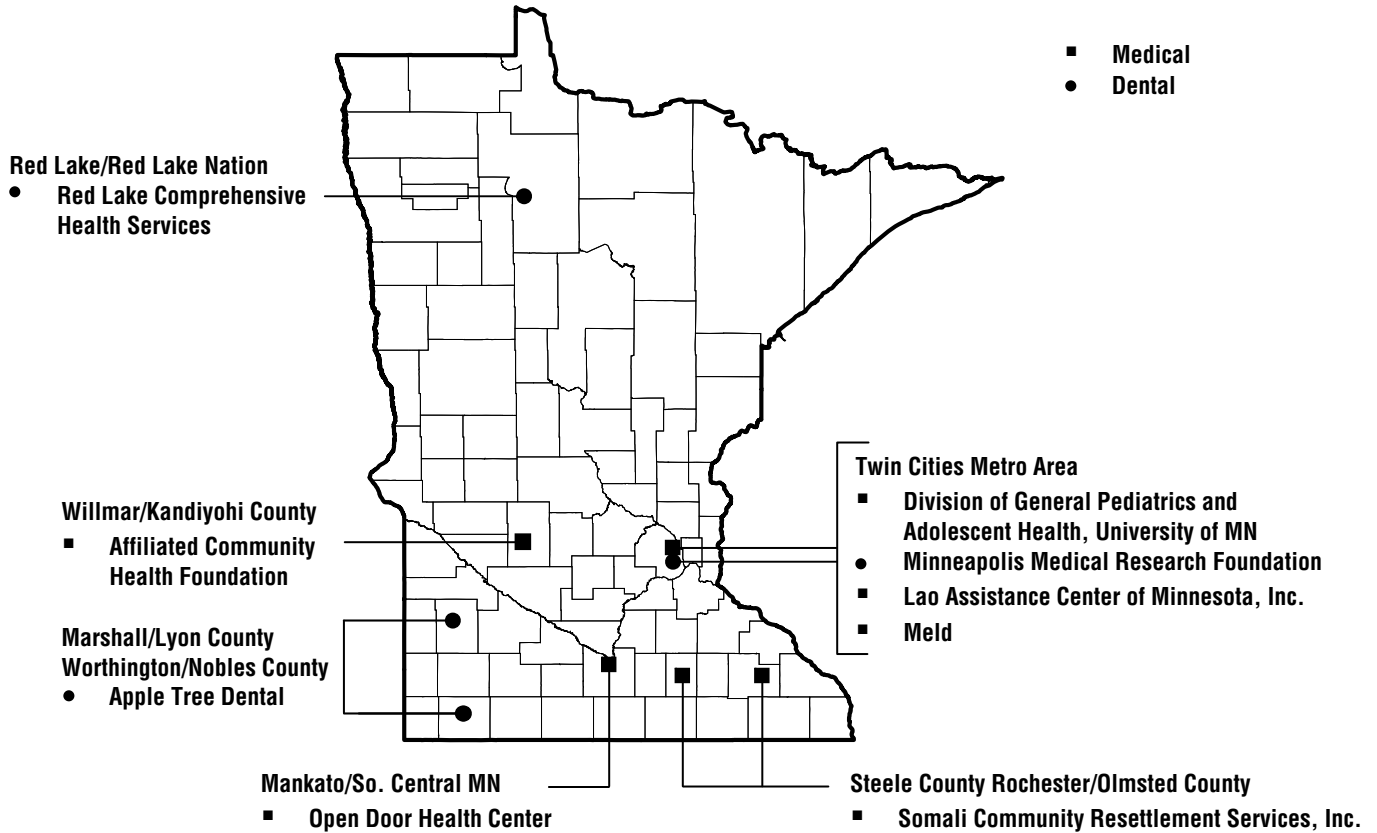 Medical
Dental
Red Lake/Red Lake Nation
Red Lake Comprehensive
Health Services
Twin Cities Metro Area
Division of General Pediatrics and
Adolescent Health, University of MN
Minneapolis Medical Research Foundation
Lao Assistance Center of Minnesota, Inc.
Meld
Willmar/Kandiyohi County
Affiliated Community
Health Foundation
Marshall/Lyon County
Worthington/Nobles County
Apple Tree Dental
Mankato/So. Central MN
Open Door Health Center
Steele County Rochester/Olmsted County
Somali Community Resettlement Services, Inc.